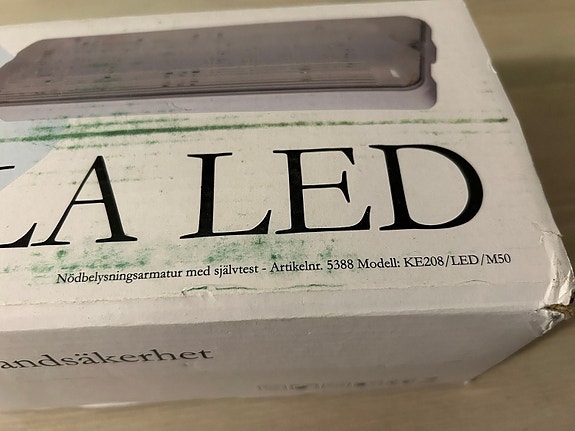 LA LED
Nödbelysningsarmatur med självtest - Artikelnr. 5388 Modell: KE208/LED/M50
andsäkerhet